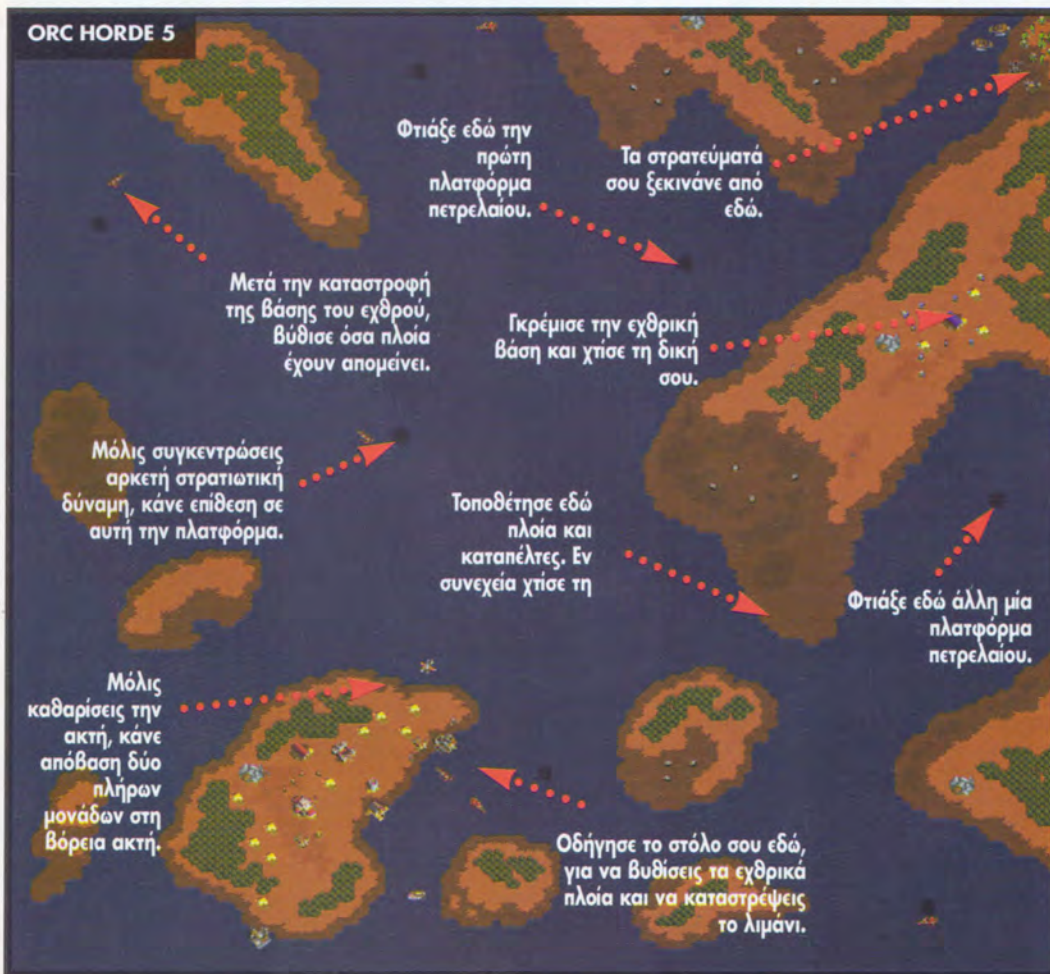 ORC HORDE 5
Φτιάξε εδώ την
πρώτη
πλατφόρμα
πετρελαίου.
Τα στρατεύματά
σου ξεκινάνε από
εδώ.
Μετά την καταστροφή
της βάσης του εχθρού,
βύθισε όσα πλοία
έχουν απομείνει.
Γκρέμισε την εχθρική
βάση και χτίσε τη δική
σου.
Μόλις συγκεντρώσεις
αρκετή στρατιωτική
δύναμη, κάνε επίθεση σε
αυτή την πλατφόρμα.
Τοποθέτησε εδώ
πλοία και
καταπέλτες. Εν
συνεχεία χτίσε τη
Φτιάξε εδώ άλλη μία
πλατφόρμα
πετρελαίου.
Μόλις
καθαρίσεις την
ακτή, κάνε
απόβαση δύο
πλήρων
μονάδων στη
βόρεια ακτή.
Οδήγησε το στόλο σου εδώ,
για να βυθίσεις τα εχθρικά
πλοία και να καταστρέψεις
το λιμάνι.